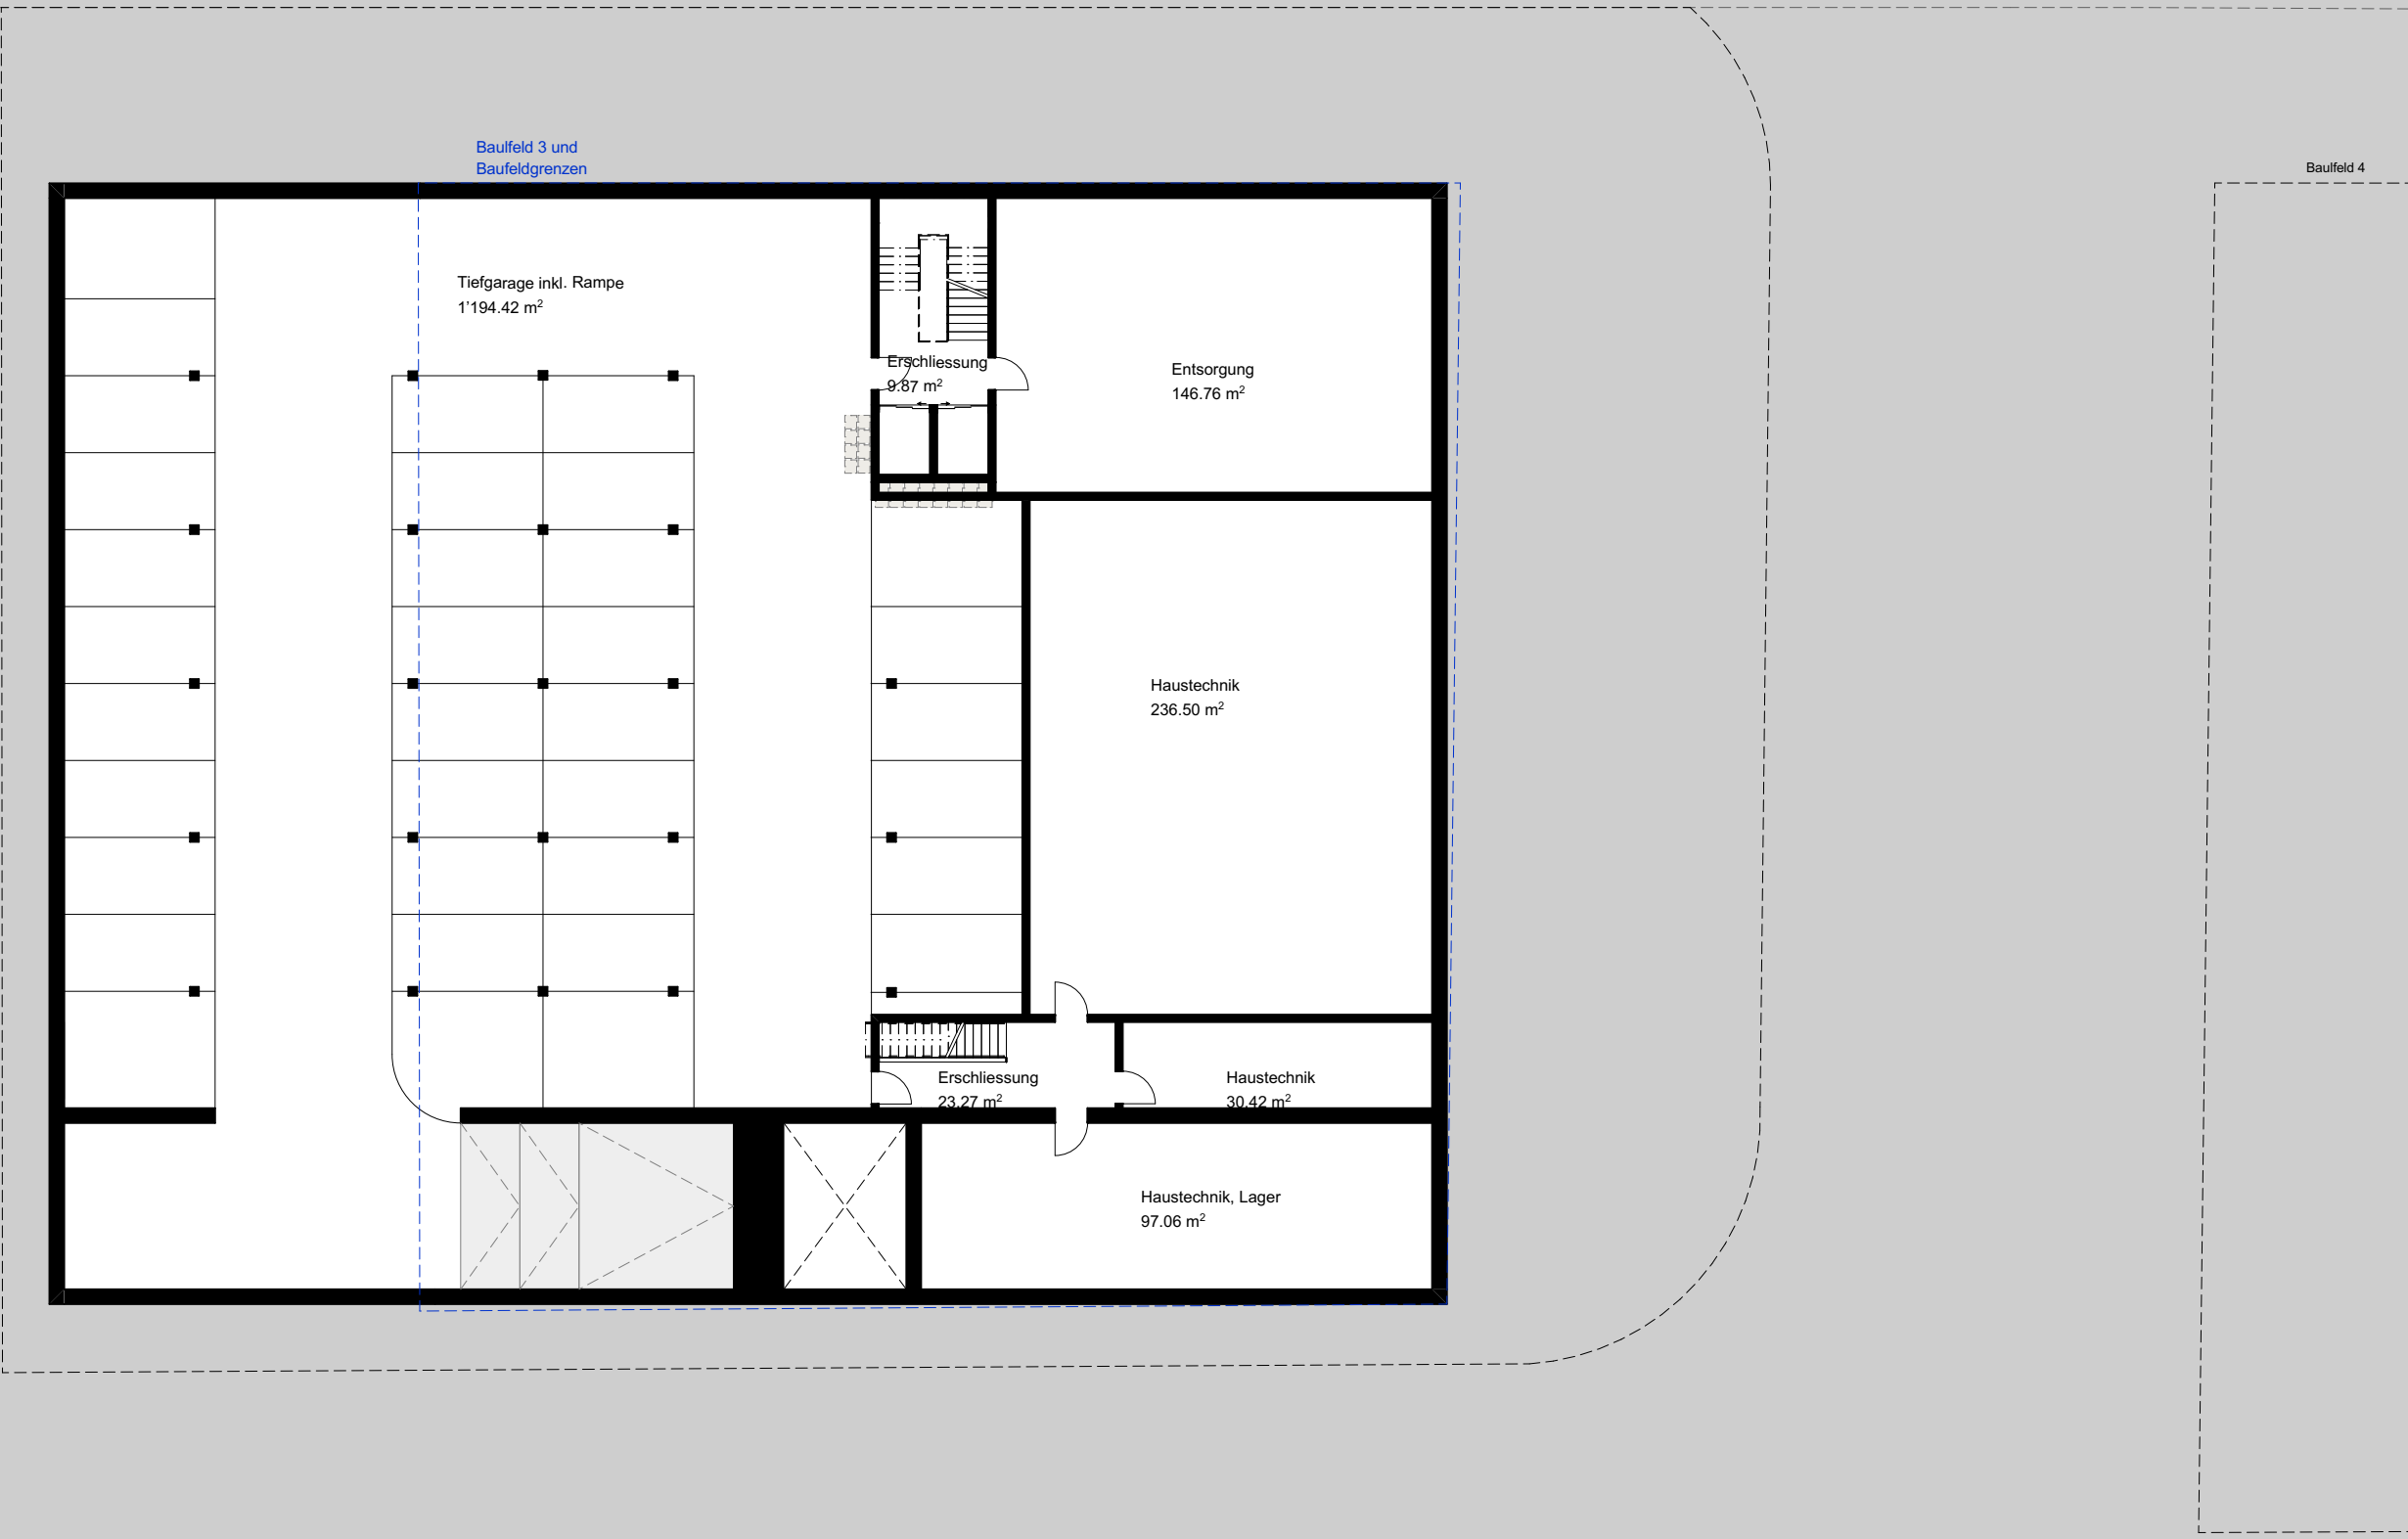 Baulfeld 3 und
Baufeldgrenzen
Baulfeld 4
Tiefgarage inkl. Rampe
1'194.42 m²
Erschliessung
9.87 m²
Entsorgung
146.76 m²
Haustechnik
236.50 m²
Erschliessung
23.27 m²
Haustechnik
30.42 m²
Haustechnik, Lager
97.06 m²